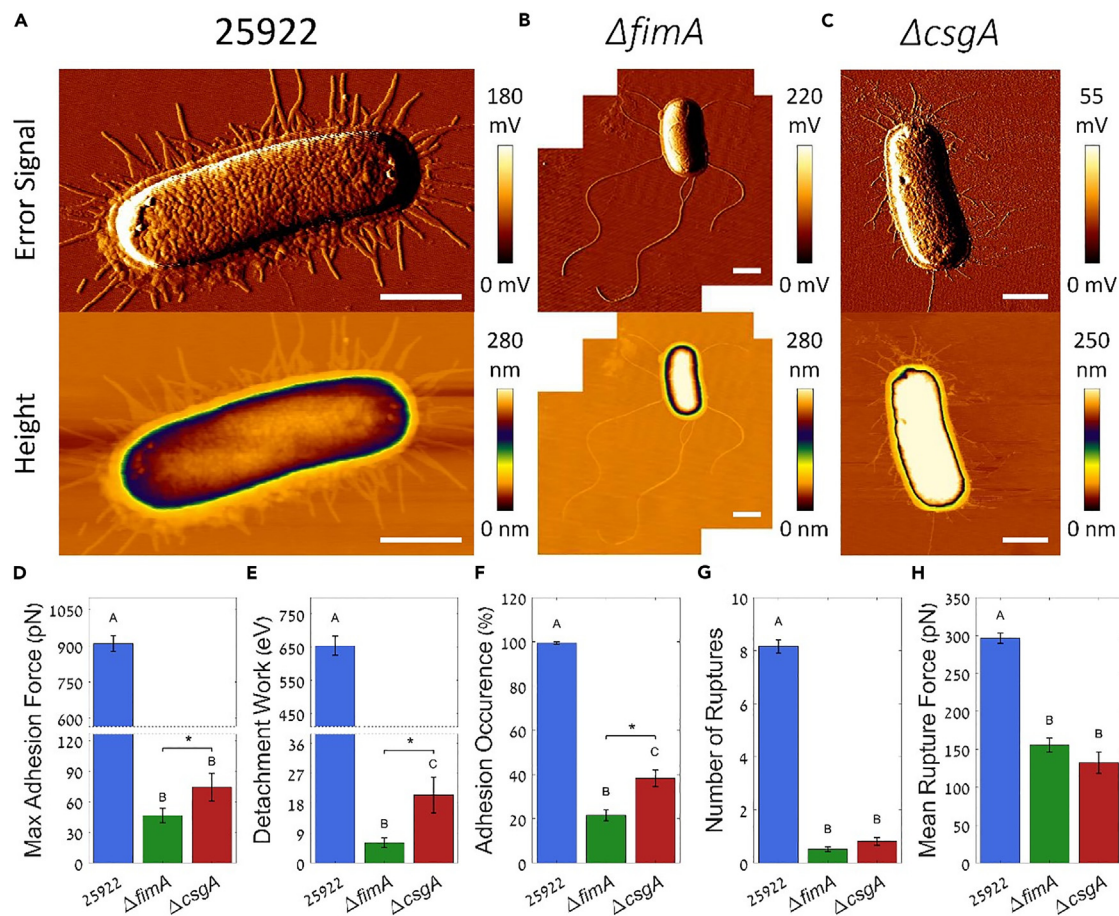 A
25922
B
ΔfimA
C
ΔcsgA
Error Signal
180
mV
0 mV
220
mV
0 mV
55
mV
0 mV
Height
280
nm
0 nm
280
nm
0 nm
250
nm
0 nm
D
Max Adhesion Force (pN)
1050
900
750
600
120
90
60
30
0
A
B
B
*
25922
ΔfimA
ΔcsgA
E
Detachment Work (eV)
750
650
550
450
36
27
18
9
0
A
B
C
*
25922
ΔfimA
ΔcsgA
F
Adhesion Occurence (%)
120
100
80
60
40
20
0
A
B
C
*
25922
ΔfimA
ΔcsgA
G
Number of Ruptures
10
8
6
4
2
0
A
B
B
25922
ΔfimA
ΔcsgA
H
Mean Rupture Force (pN)
350
300
250
200
150
100
50
0
A
B
B
25922
ΔfimA
ΔcsgA